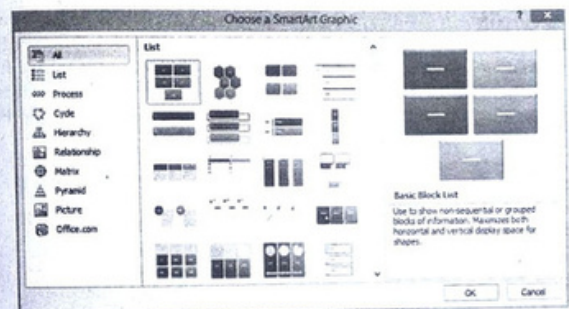 Choose a SmartArt Graphic
?
All
List
Process
Cycle
Hierarchy
Relationship
Matrix
Pyramid
Picture
Office.com
List
Basic Block List
Use to show non-sequential or grouped
blocks of information. Maximizes both
horizontal and vertical display space for
shapes.
OK
Cancel